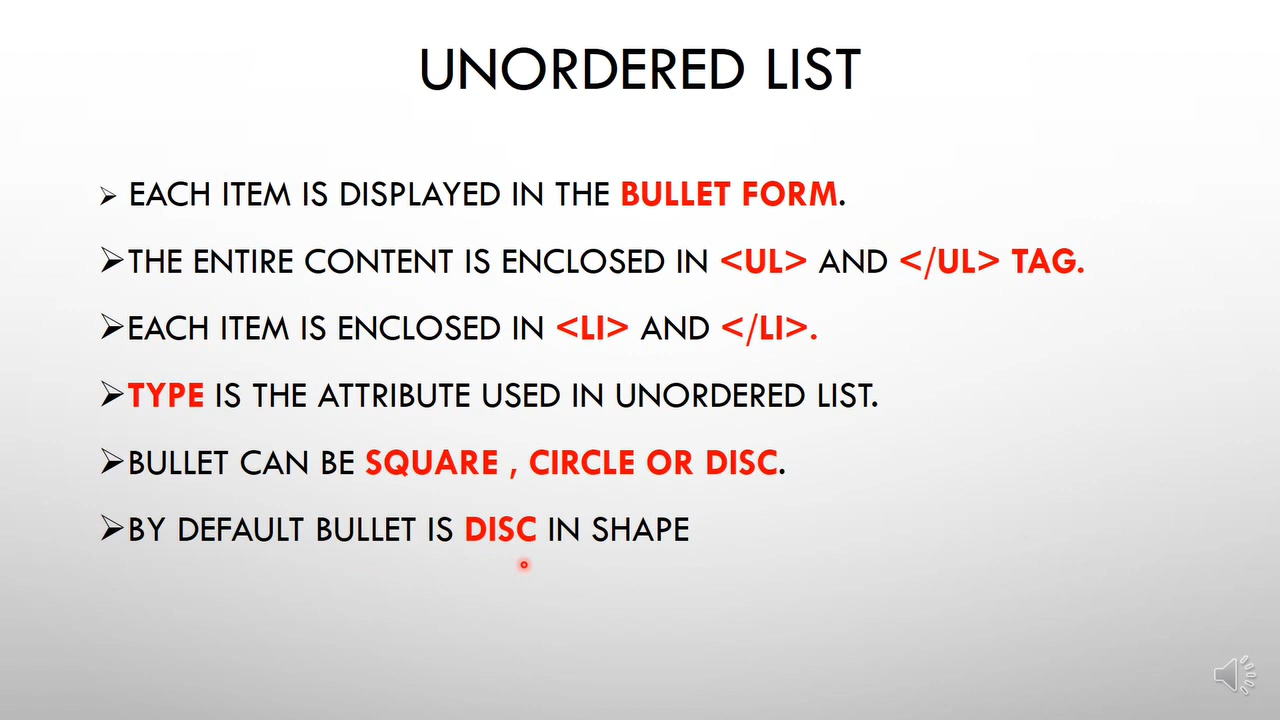 UNORDERED LIST
EACH ITEM IS DISPLAYED IN THE BULLET FORM.
THE ENTIRE CONTENT IS ENCLOSED IN <UL> AND </UL> TAG.
EACH ITEM IS ENCLOSED IN <LI> AND </LI>.
TYPE IS THE ATTRIBUTE USED IN UNORDERED LIST.
BULLET CAN BE SQUARE , CIRCLE OR DISC.
BY DEFAULT BULLET IS DISC IN SHAPE